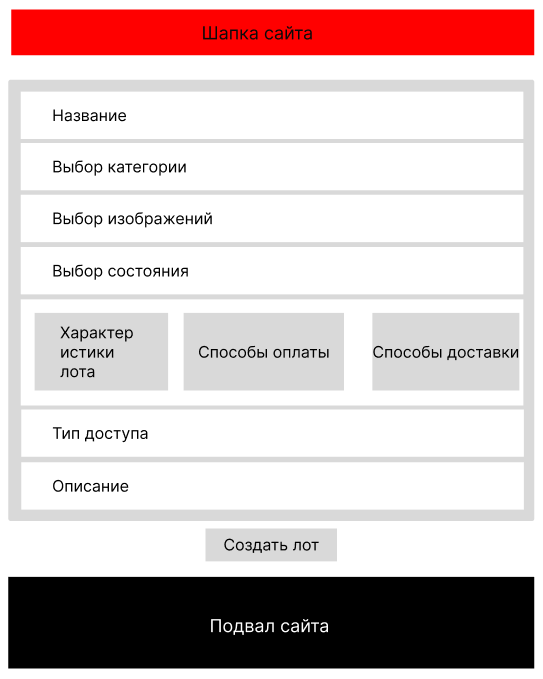 Шапка сайта
Название
Выбор категории
Выбор изображений
Выбор состояния
Характер
истики
лота
Способы оплаты
Способы доставки
Тип доступа
Описание
Создать лот
Подвал сайта